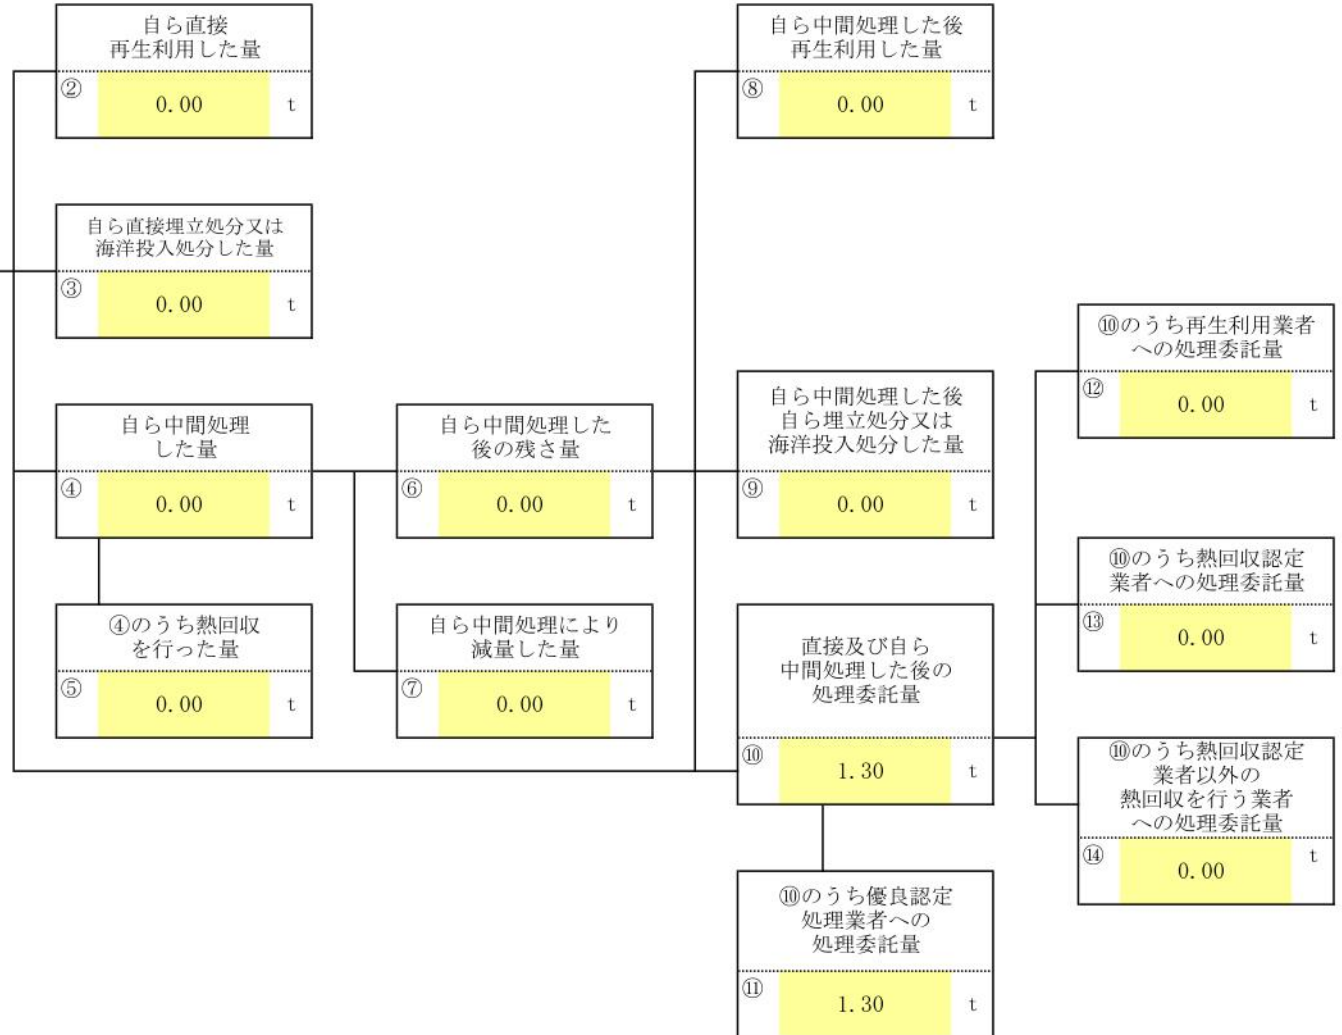 自ら直接
再生利用した量
②
0.00
t
自ら直接埋立処分又は
海洋投入処分した量
③
0.00
t
自ら中間処理
した量
④
0.00
t
④のうち熱回収
を行った量
⑤
0.00
t
自ら中間処理した
後の残さ量
⑥
0.00
t
自ら中間処理により
減量した量
⑦
0.00
t
自ら中間処理した後
再生利用した量
⑧
0.00
t
自ら中間処理した後
自ら埋立処分又は
海洋投入処分した量
⑨
0.00
t
直接及び自ら
中間処理した後の
処理委託量
⑩
1.30
t
⑩のうち優良認定
処理業者への
処理委託量
⑪
1.30
t
⑩のうち再生利用業者
への処理委託量
⑫
0.00
t
⑩のうち熱回収認定
業者への処理委託量
⑬
0.00
t
⑩のうち熱回収認定
業者以外の
熱回収を行う業者
への処理委託量
⑭
0.00
t